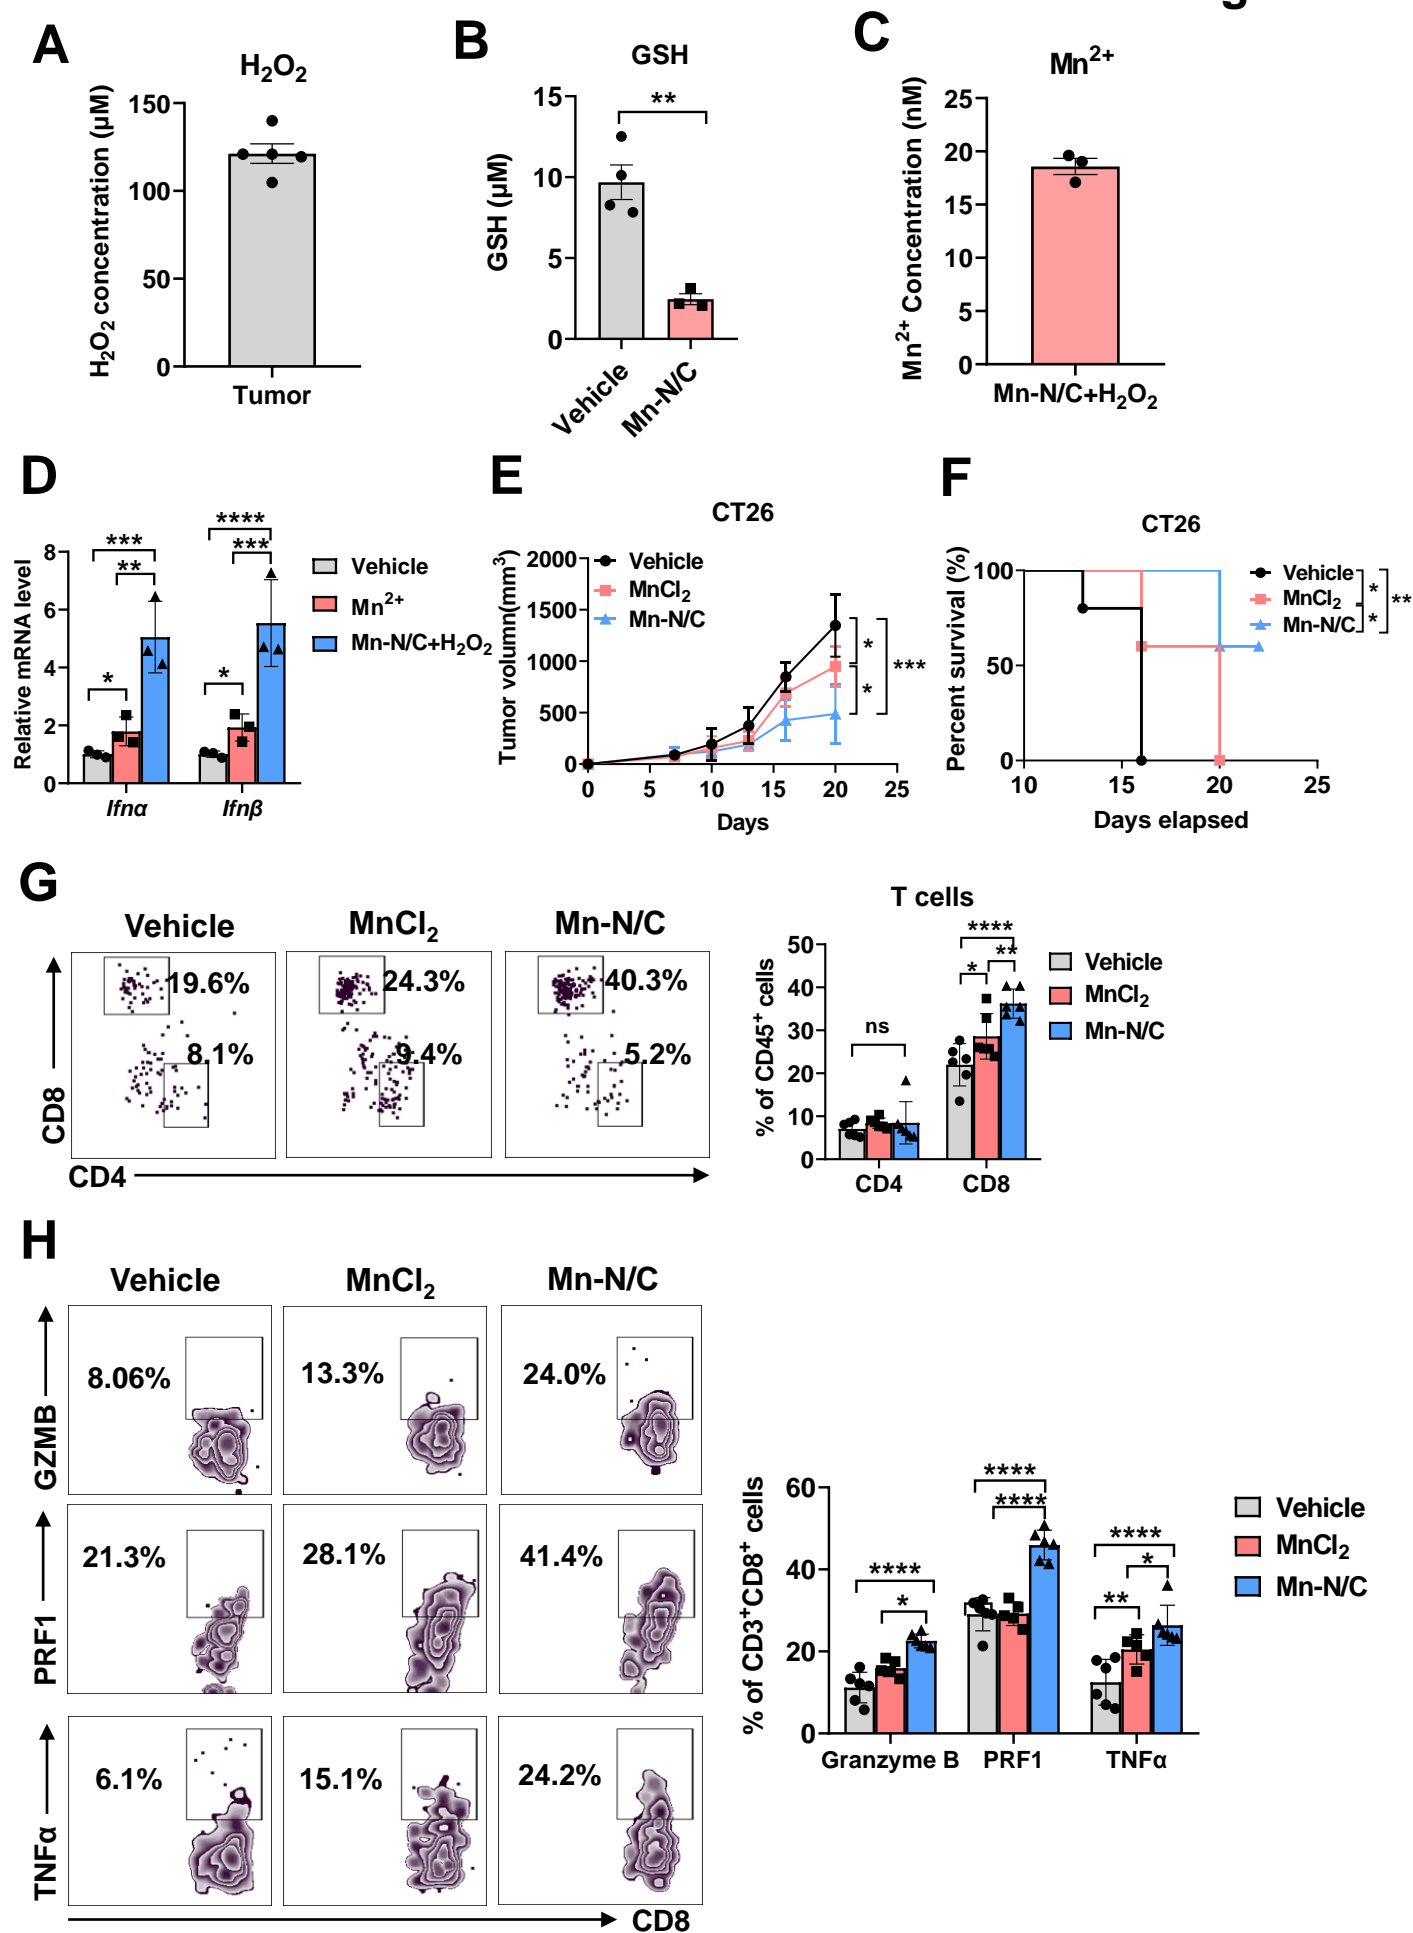 A
H₂O₂
H₂O₂ concentration (μM)
150
100
50
0
Tumor
B
GSH
**
GSH (μM)
15
10
5
0
Vehicle
Mn-N/C
C
Mn²⁺
Mn²⁺ Concentration (nM)
25
20
15
10
5
0
Mn-N/C+H₂O₂
D
Relative mRNA level
8
6
4
2
0
***
**
*
****
***
*
Ifnα
Ifnβ
Vehicle
Mn²⁺
Mn-N/C+H₂O₂
E
CT26
Tumor volumn(mm³)
2000
1500
1000
500
0
Vehicle
MnCl₂
Mn-N/C
*
*
***
0 5 10 15 20 25
Days
F
CT26
Percent survival (%)
100
50
0
Vehicle
MnCl₂
Mn-N/C
*
*
**
10 15 20 25
Days elapsed
G
Vehicle
MnCl₂
Mn-N/C
19.6%
8.1%
24.3%
9.4%
40.3%
5.2%
CD8
CD4
T cells
% of CD45⁺ cells
50
40
30
20
10
0
ns
****
**
*
CD4
CD8
Vehicle
MnCl₂
Mn-N/C
H
Vehicle
MnCl₂
Mn-N/C
GZMB
8.06%
13.3%
24.0%
PRF1
21.3%
28.1%
41.4%
TNFα
6.1%
15.1%
24.2%
CD8
% of CD3⁺CD8⁺ cells
60
40
20
0
****
*
****
****
****
*
**
Granzyme B
PRF1
TNFα
Vehicle
MnCl₂
Mn-N/C